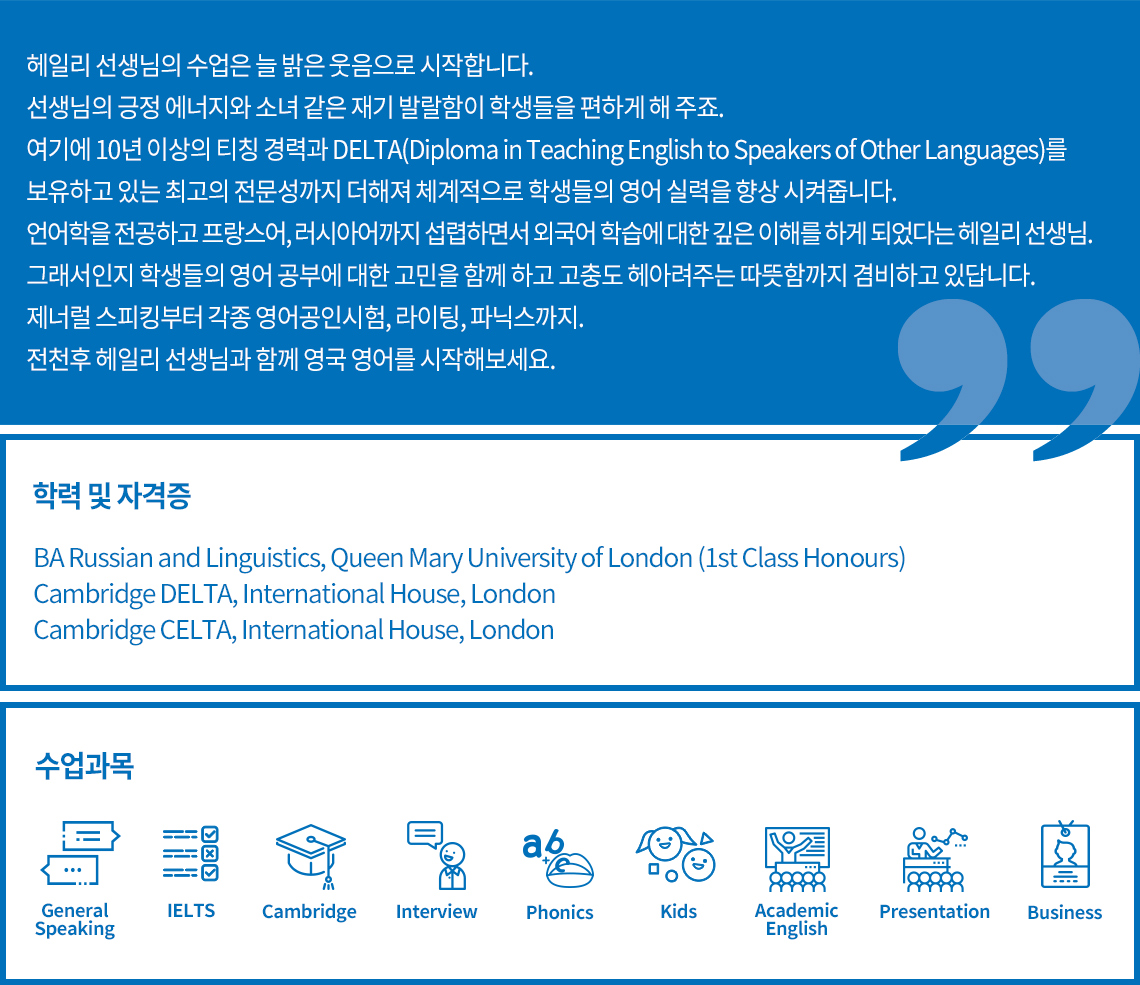 헤일리 선생님의 수업은 늘 밝은 웃음으로 시작합니다.
선생님의 긍정 에너지와 소녀 같은 재기 발랄함이 학생들을 편하게 해 주죠.
여기에 10년 이상의 티칭 경력과 DELTA(Diploma in Teaching English to Speakers of Other Languages)를
보유하고 있는 최고의 전문성까지 더해져 체계적으로 학생들의 영어 실력을 향상 시켜줍니다.
언어학을 전공하고 프랑스어, 러시아어까지 섭렵하면서 외국어 학습에 대한 깊은 이해를 하게 되었다는 헤일리 선생님.
그래서인지 학생들의 영어 공부에 대한 고민을 함께 하고 고충도 헤아려주는 따뜻함까지 겸비하고 있답니다.
제너럴 스피킹부터 각종 영어공인시험, 라이팅, 파닉스까지.
전천후 헤일리 선생님과 함께 영국 영어를 시작해보세요.
”
학력 및 자격증
BA Russian and Linguistics, Queen Mary University of London (1st Class Honours)
Cambridge DELTA, International House, London
Cambridge CELTA, International House, London
수업과목
a b e
General
Speaking
IELTS
Cambridge
Interview
Phonics
Kids
Academic
English
Presentation
Business